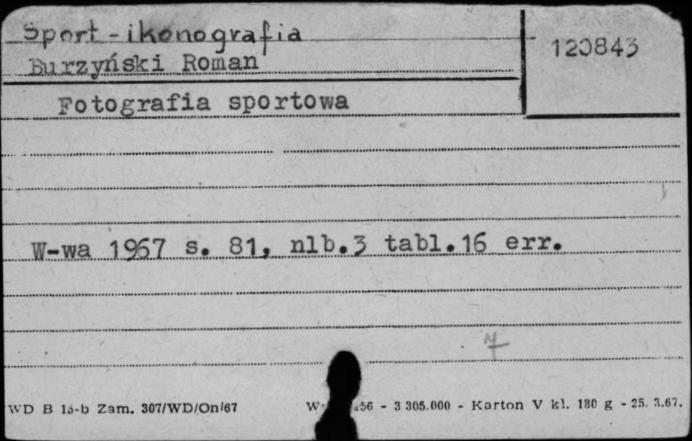 Sport - ikonografia
120843
Burzyński Roman
Fotografia sportowa
W-wa 1967 s. 81, nlb.3 tabl.16 err.
WD B 15-b Zam. 307/WD/On/67 56 - 3 305.000 - Karton V kl. 180 g - 25. 3.67.